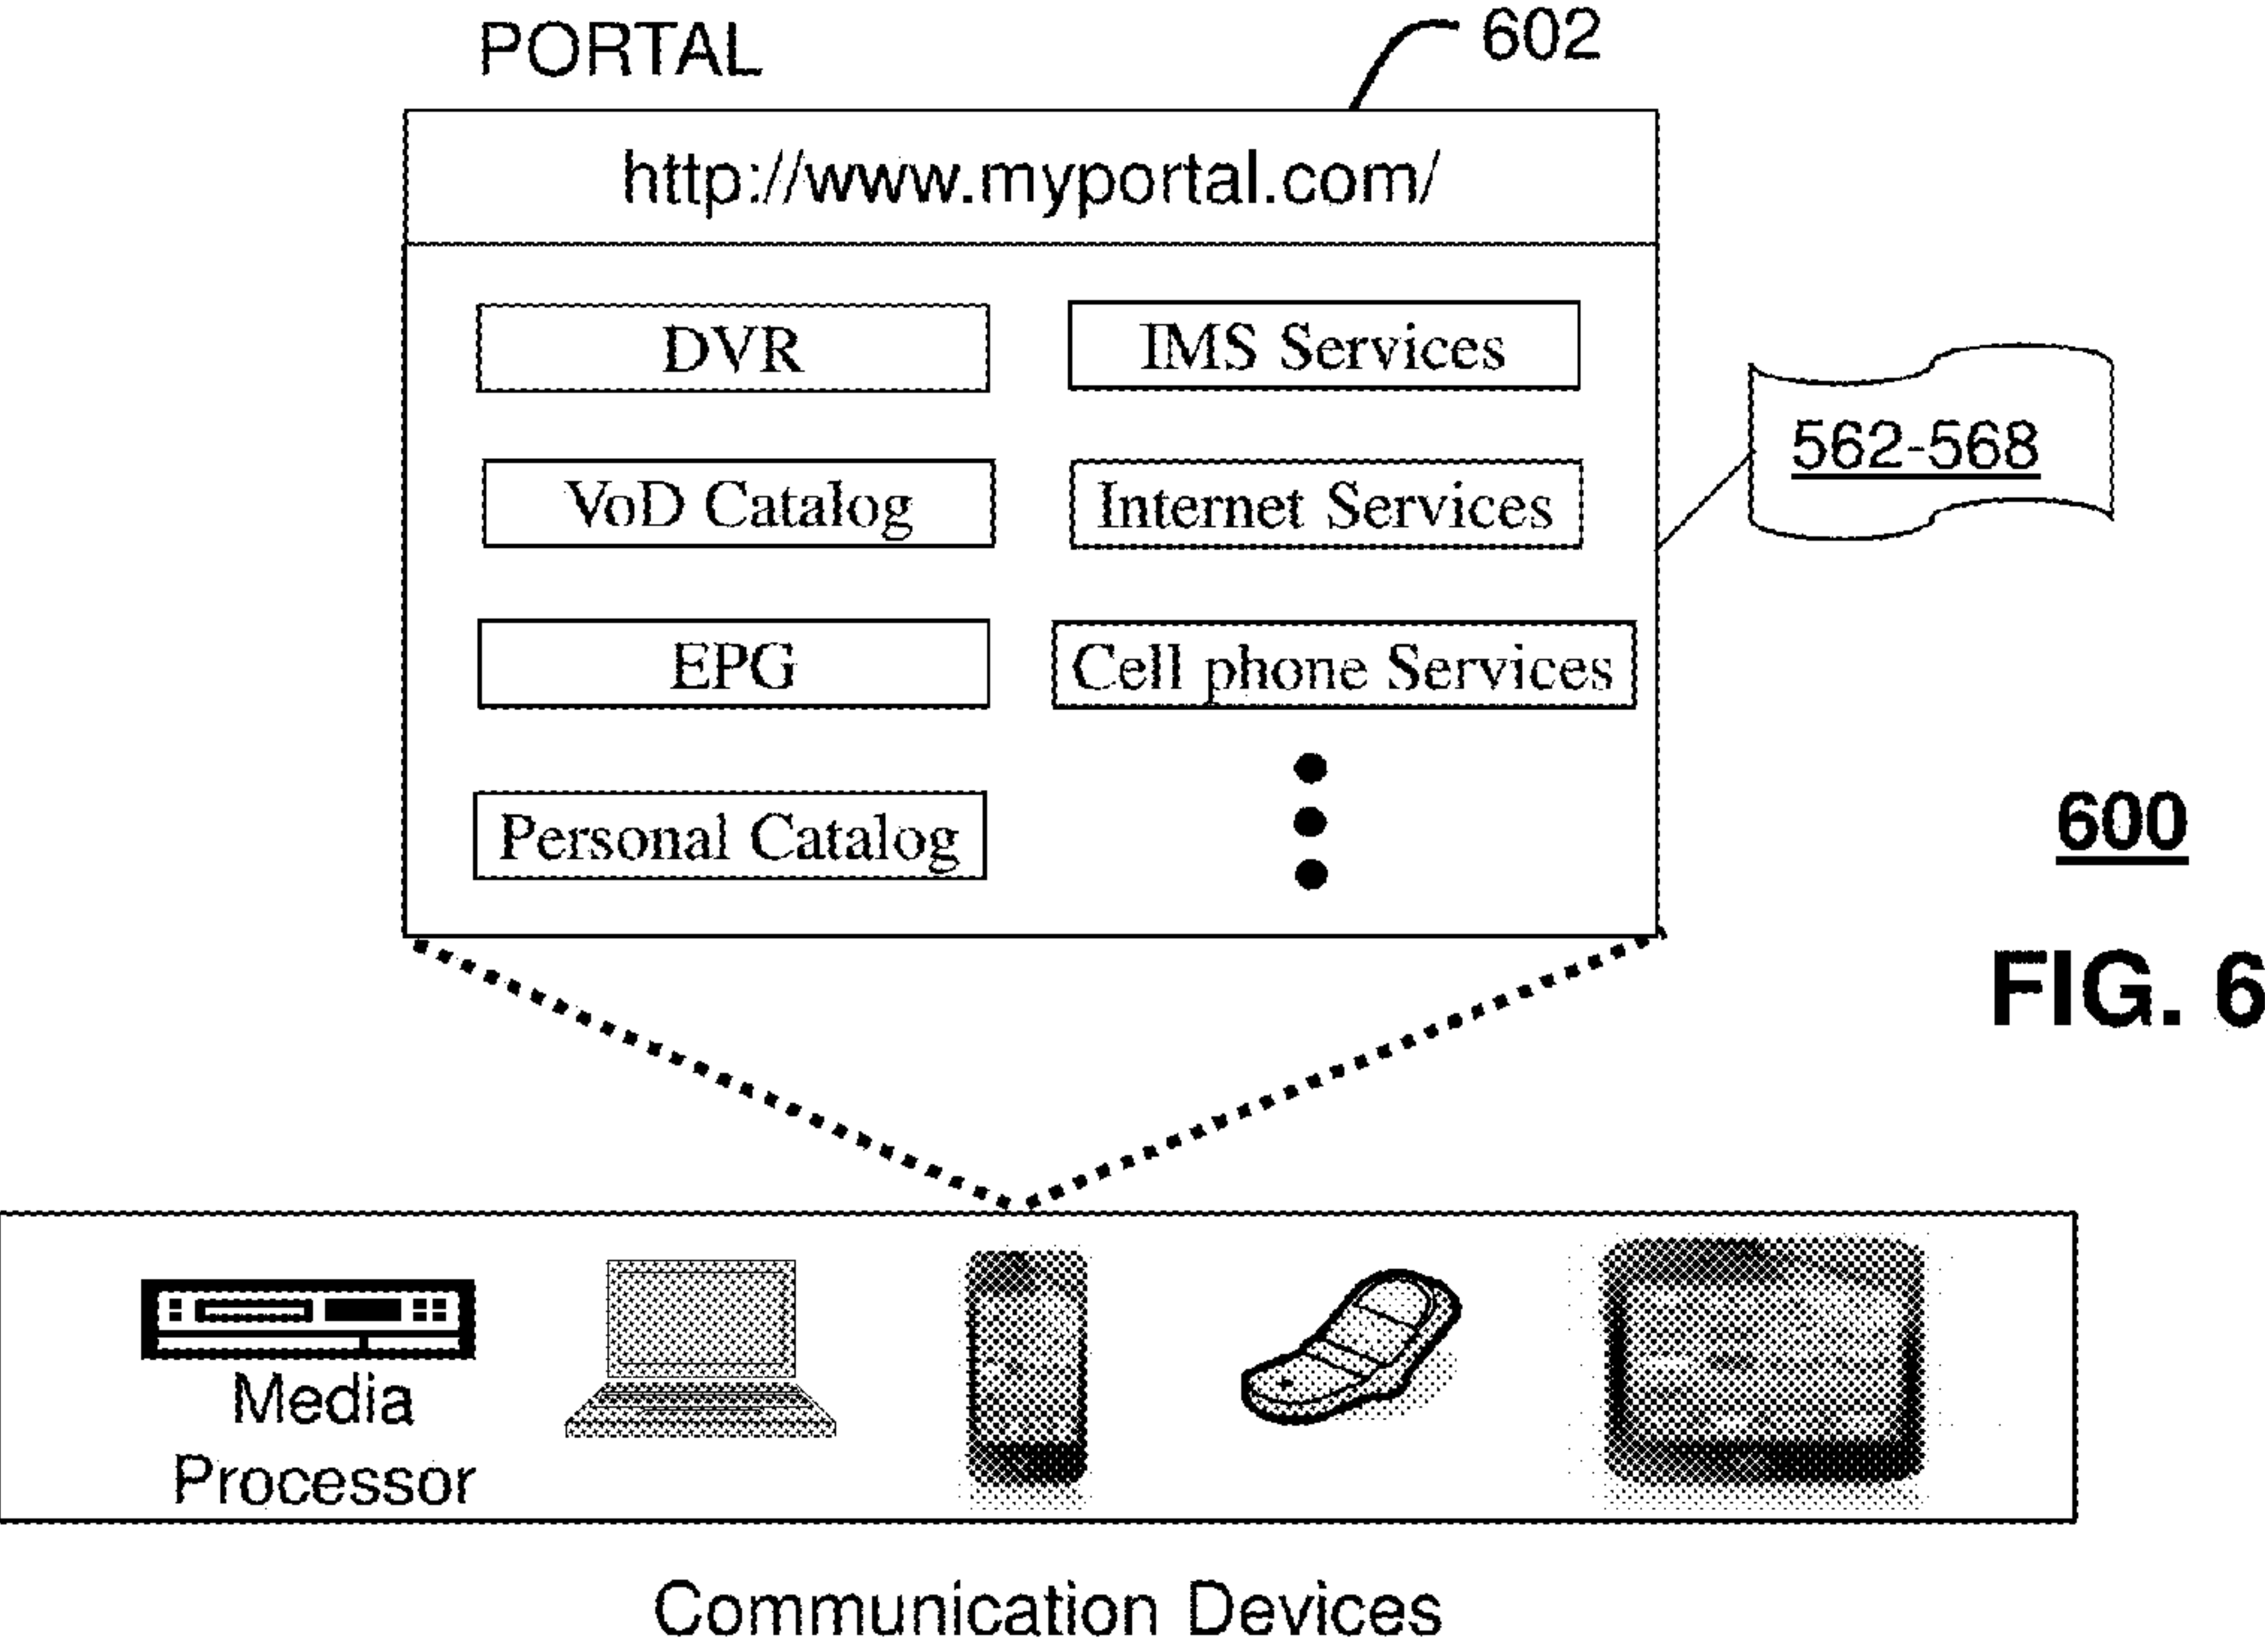 PORTAL
602
http://www.myportal.com/
DVR
IMS Services
VoD Catalog
Internet Services
562-568
EPG
Cell phone Services
Personal Catalog
600
FIG. 6
Media
Processor
Communication Devices